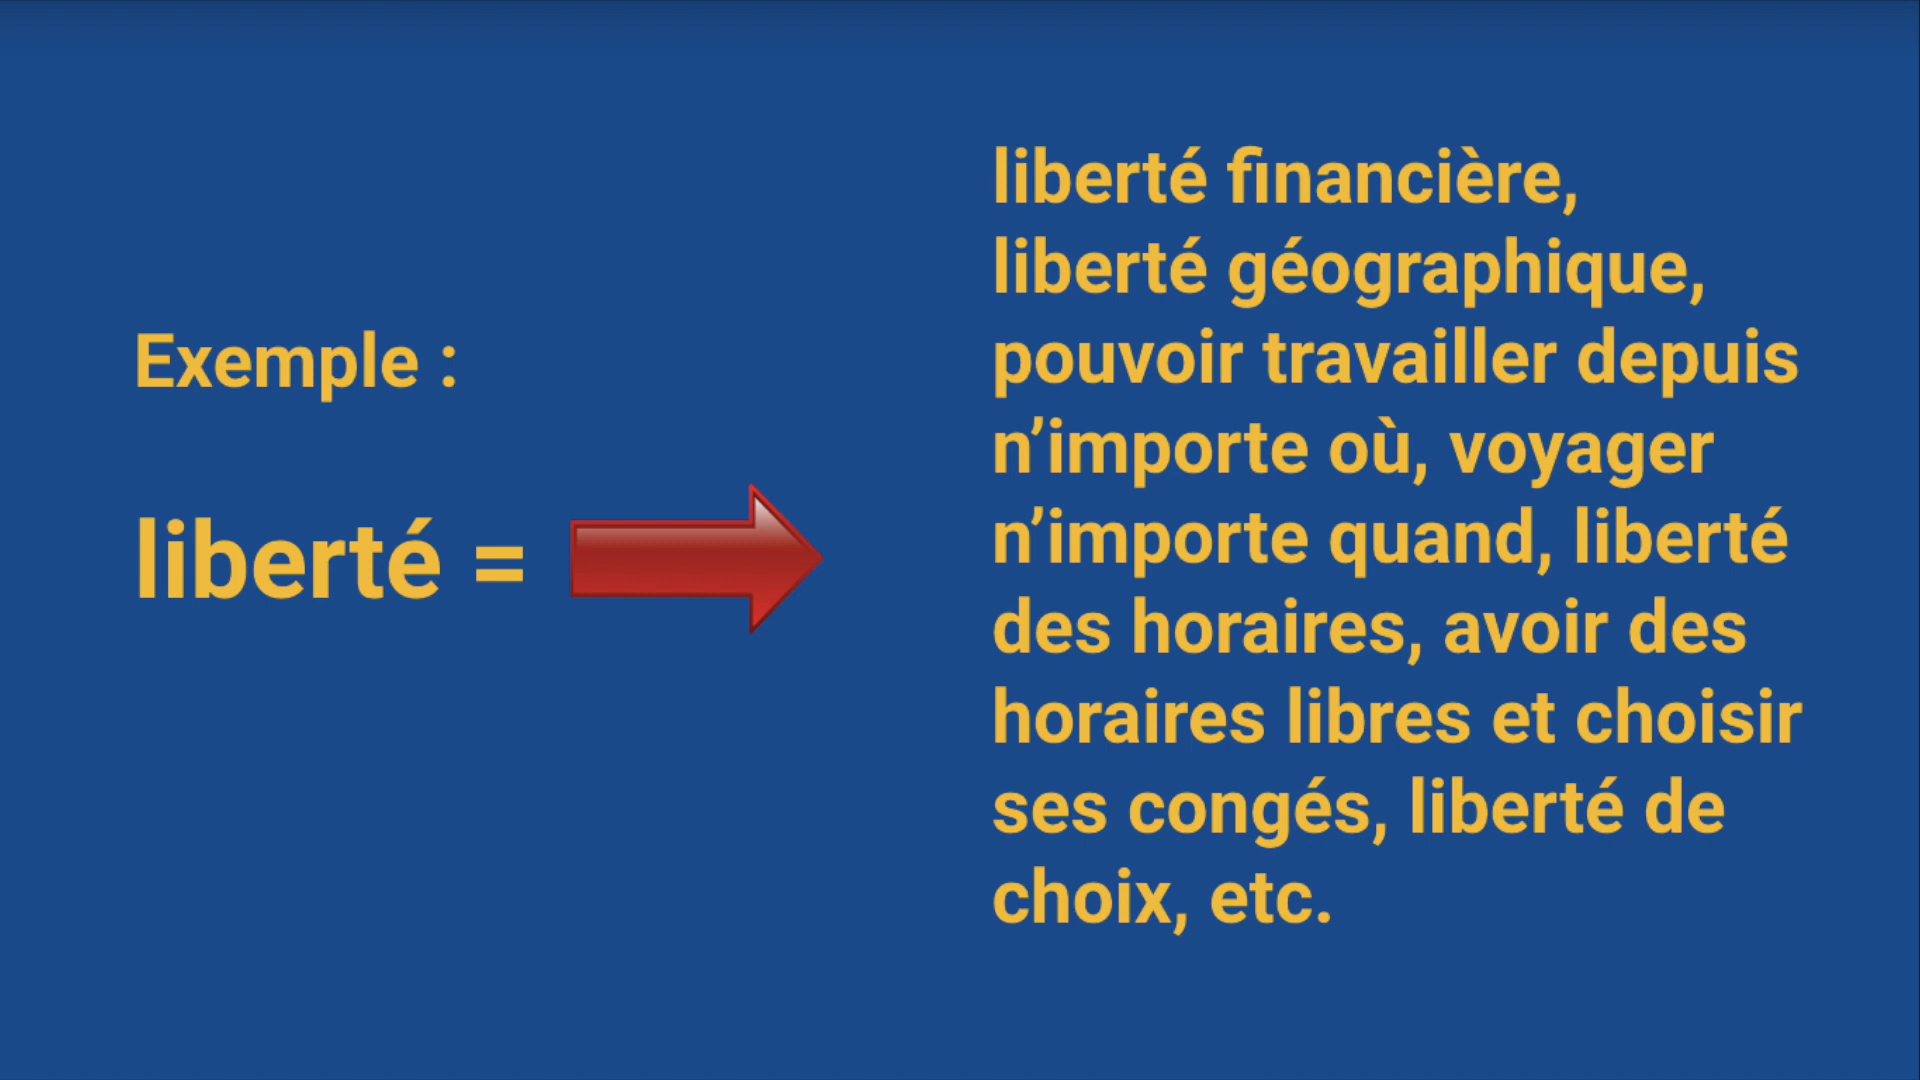 Exemple :
liberté =
liberté financière,
liberté géographique,
pouvoir travailler depuis
n’importe où, voyager
n’importe quand, liberté
des horaires, avoir des
horaires libres et choisir
ses congés, liberté de
choix, etc.